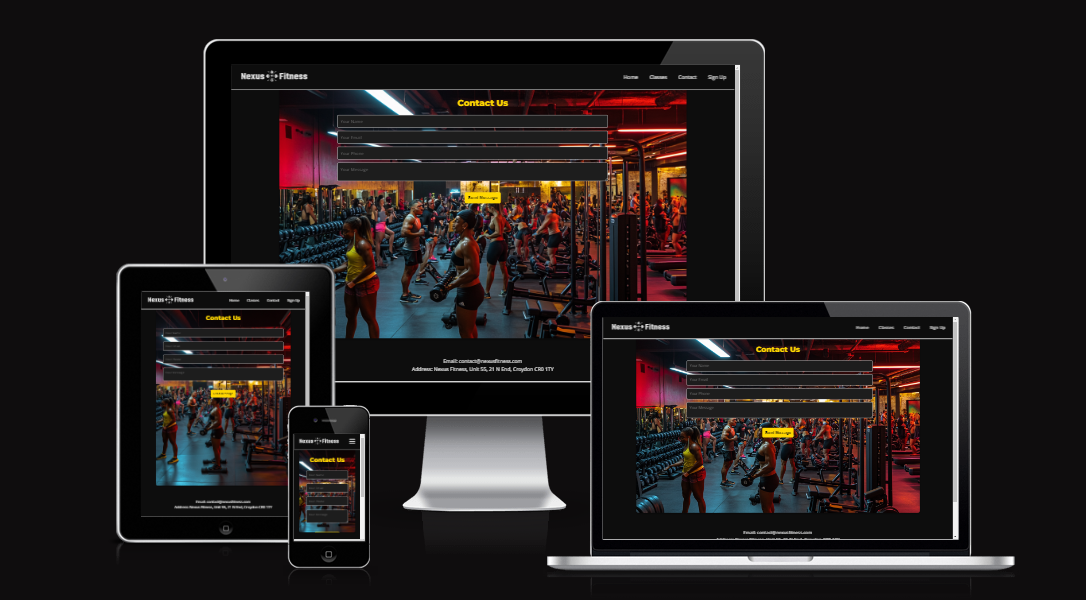 Nexus Fitness
Home Classes Contact Sign Up
Contact Us
Your Name
Your Email
Your Phone
Your Message
Send Message
Email: contact@nexusfitness.com
Address: Nexus Fitness, Unit 55, 21 N End, Croydon CR0 1TY
Nexus Fitness
Home Classes Contact Sign Up
Contact Us
Email: contact@nexusfitness.com
Address: Nexus Fitness, Unit 55, 21 N End, Croydon CR0 1TY
Nexus Fitness
Contact Us
Nexus Fitness
Home Classes Contact Sign Up
Contact Us
Your Name
Your Email
Your Phone
Your Message
Send Message
Email: contact@nexusfitness.com